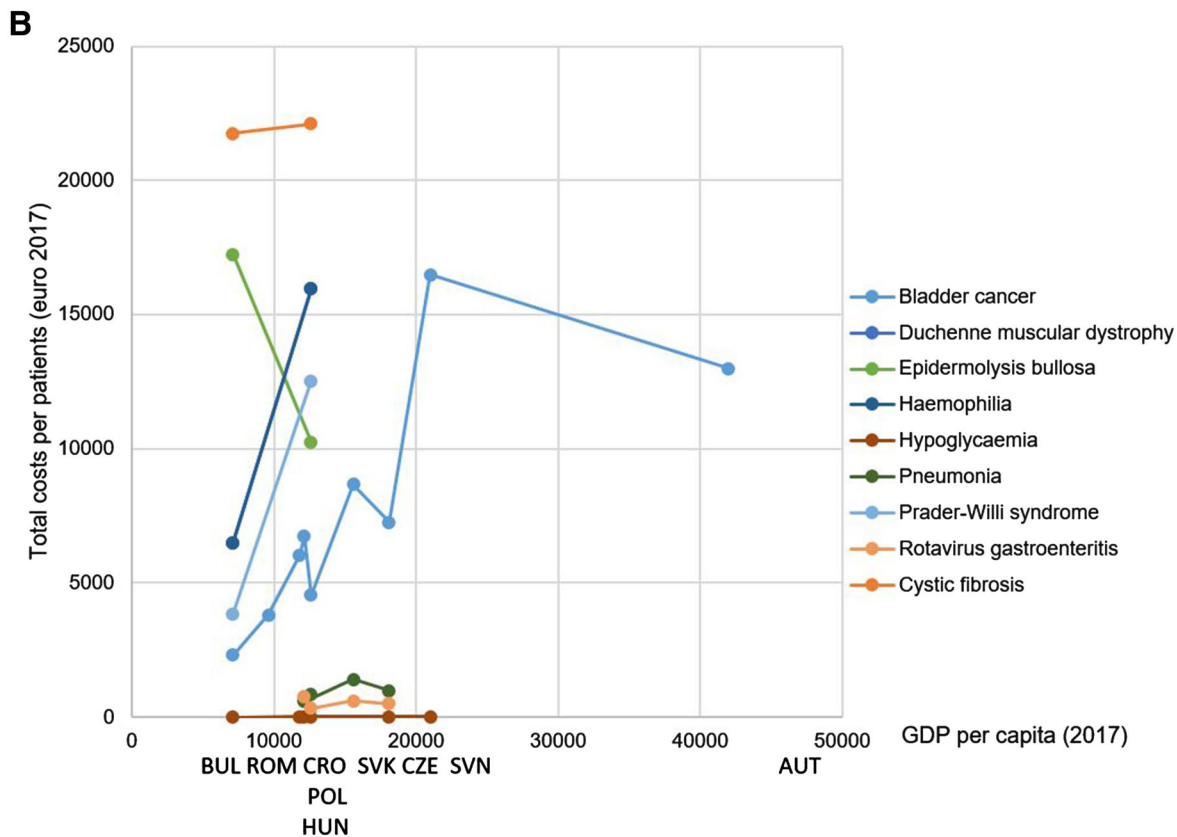 B
25000
20000
15000
10000
5000
0
Total costs per patients (euro 2017)
0 10000 20000 30000 40000 50000
GDP per capita (2017)
BUL ROM CRO SVK CZE SVN AUT
POL
HUN
Bladder cancer
Duchenne muscular dystrophy
Epidermolysis bullosa
Haemophilia
Hypoglycaemia
Pneumonia
Prader-Willi syndrome
Rotavirus gastroenteritis
Cystic fibrosis